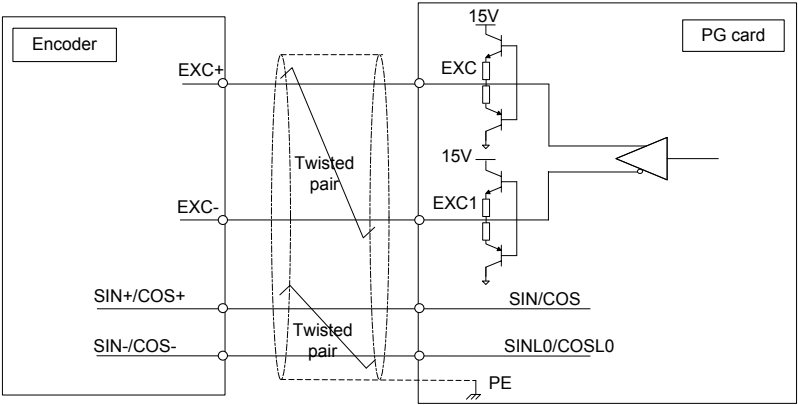 15V
Encoder
PG card
EXC+
EXC
Twisted
pair
15V
EXC-
EXC1
SIN+/COS+
SIN/COS
Twisted
pair
SIN-/COS-
SINL0/COSL0
PE